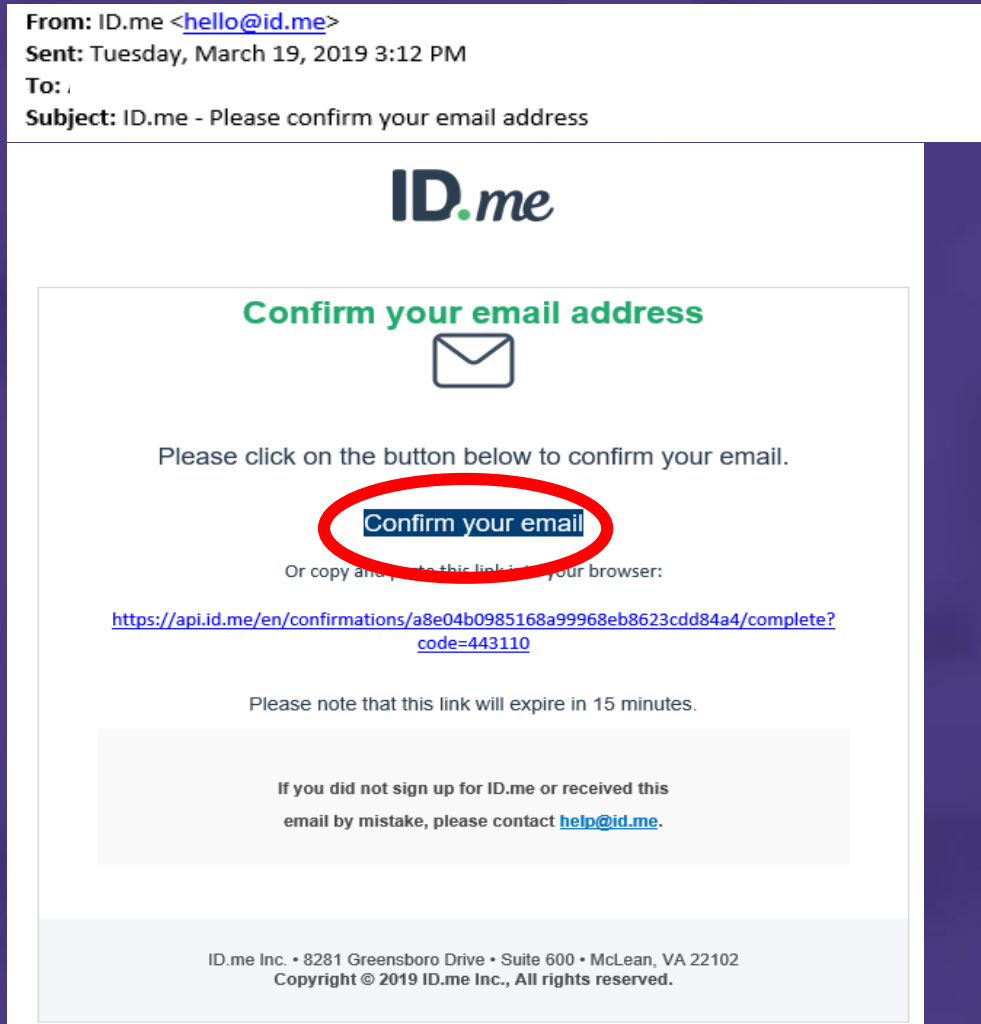 From: ID.me <hello@id.me>
Sent: Tuesday, March 19, 2019 3:12 PM
To:
Subject: ID.me - Please confirm your email address
ID.me
Confirm your email address
Please click on the button below to confirm your email.
Confirm your email
Or copy and paste this link into your browser:
https://api.id.me/en/confirmations/a8e04b0985168a99968eb8623cdd84a4/complete?
code=443110
Please note that this link will expire in 15 minutes.
If you did not sign up for ID.me or received this
email by mistake, please contact help@id.me.
ID.me Inc. • 8281 Greensboro Drive • Suite 600 • McLean, VA 22102
Copyright © 2019 ID.me Inc., All rights reserved.